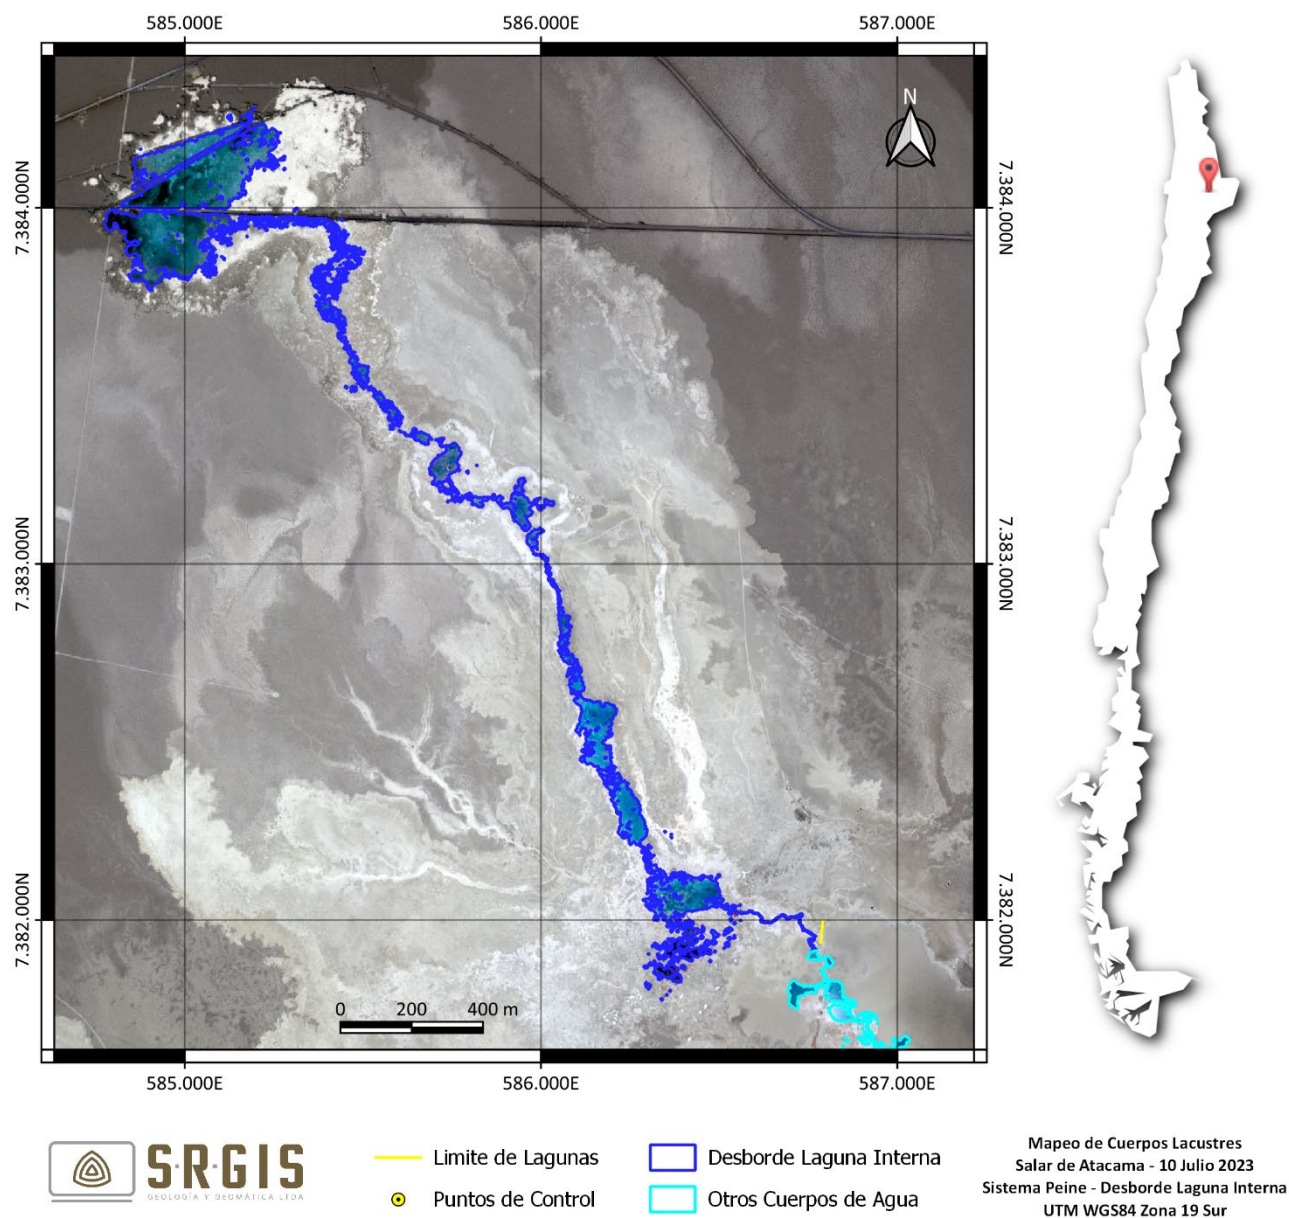 585.000E
586.000E
587.000E
N
7.384.000N
7.384.000N
7.383.000N
7.383.000N
7.382.000N
7.382.000N
0
200
400 m
585.000E
586.000E
587.000E
S·R·GIS
GEOLOGÍA Y GEOMÁTICA LTDA
Limite de Lagunas
Puntos de Control
Desborde Laguna Interna
Otros Cuerpos de Agua
Mapeo de Cuerpos Lacustres
Salar de Atacama - 10 Julio 2023
Sistema Peine - Desborde Laguna Interna
UTM WGS84 Zona 19 Sur